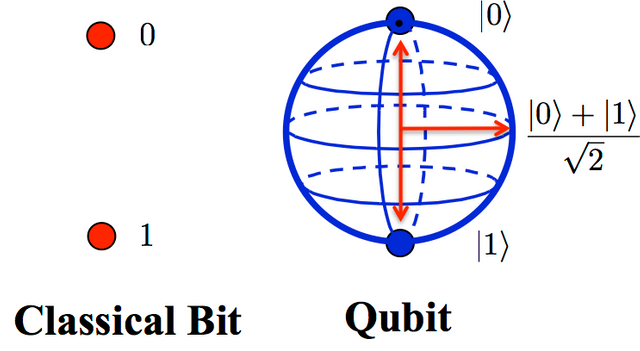 0
|0⟩
|0⟩ + |1⟩
√2
1
|1⟩
Classical Bit
Qubit